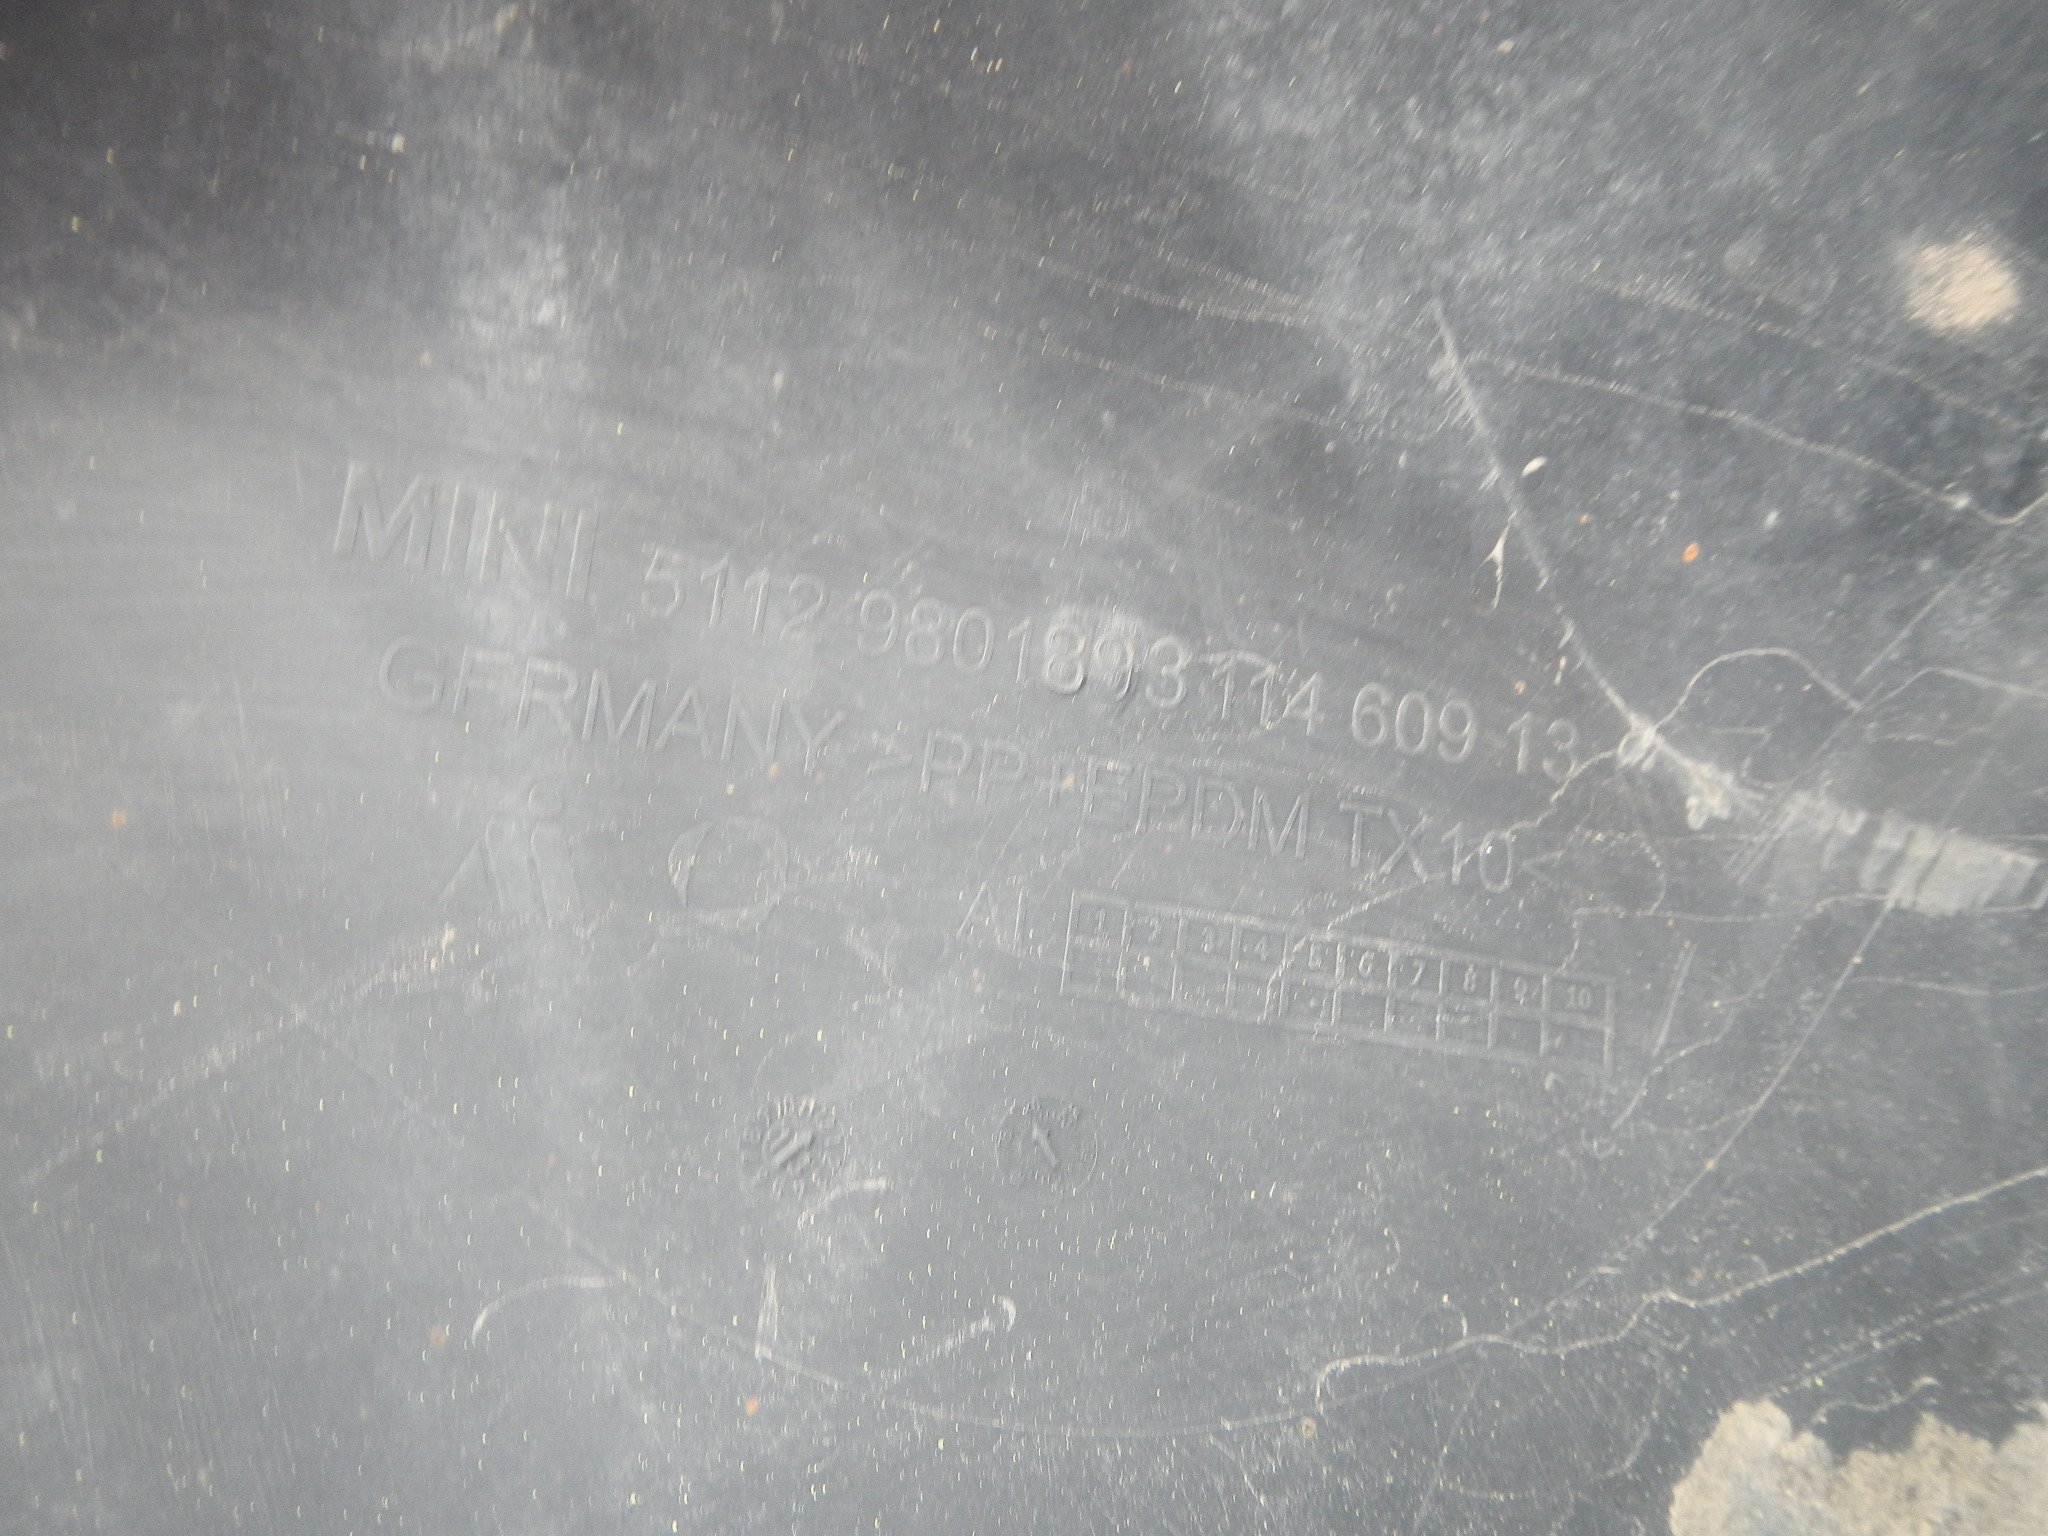 MINI 5112 9801893 114 609 13
GERMANY >PP+EPDM TX10<
AI 1 2 3 4 5 6 7 8 9 10